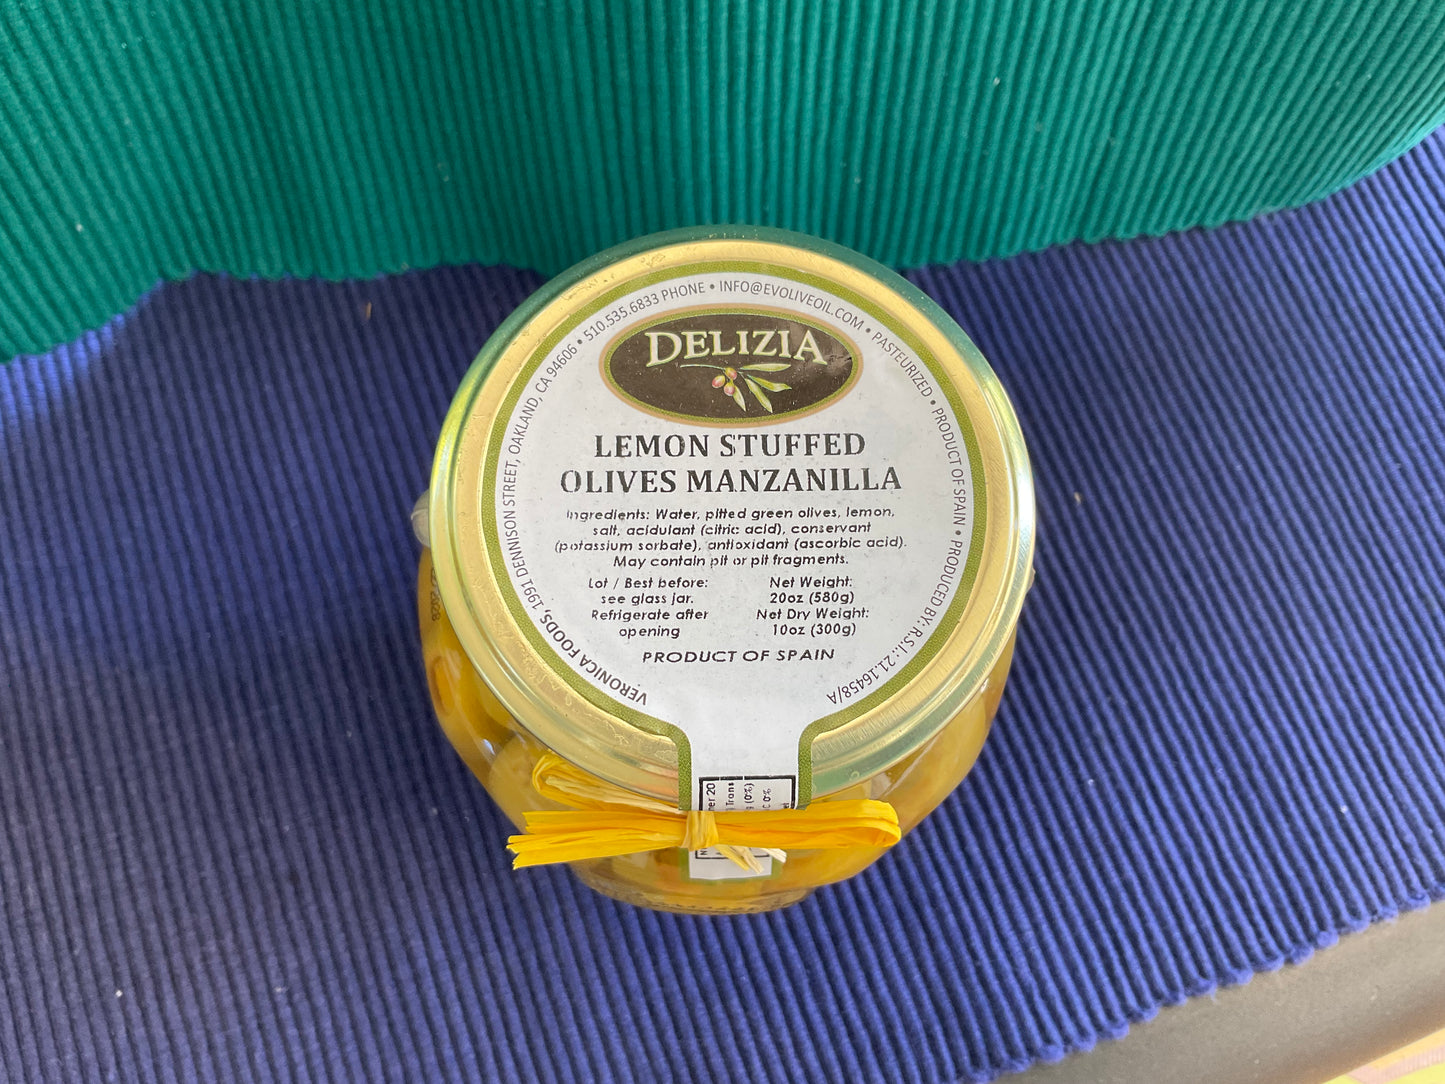 VERONICA FOODS, 1991 DENNISON STREET, OAKLAND, CA 94606 • 510.535.6833 PHONE • INFO@EVOLIVEOIL.COM • PASTEURIZED • PRODUCT OF SPAIN • PRODUCED BY: R.S.I.: 21.16458/A
DELIZIA
LEMON STUFFED
OLIVES MANZANILLA
Ingredients: Water, pitted green olives, lemon,
salt, acidulant (citric acid), conservant
(potassium sorbate), antioxidant (ascorbic acid).
May contain pit or pit fragments.
Lot / Best before:
see glass jar.
Refrigerate after
opening
Net Weight:
20oz (580g)
Net Dry Weight:
10oz (300g)
PRODUCT OF SPAIN
Trans
(0%)
C 0%